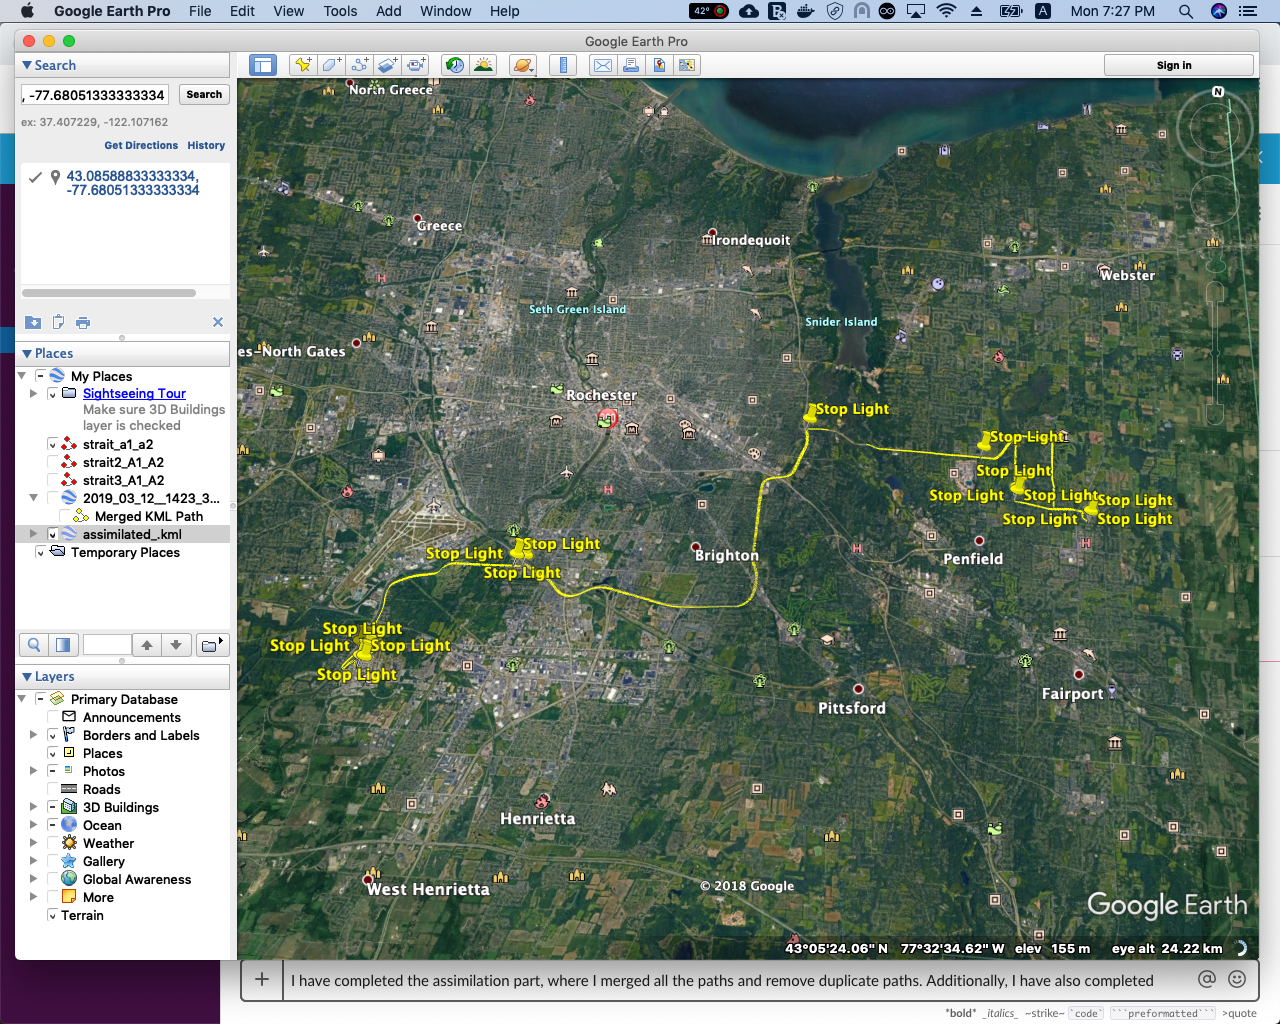 Google Earth Pro File Edit View Tools Add Window Help 42° A Mon 7:27 PM
Google Earth Pro
Search
Sign in
, -77.68051333333334 Search
ex: 37.407229, -122.107162
Get Directions History
43.08588833333334,
-77.68051333333334
Places
My Places
Sightseeing Tour
Make sure 3D Buildings
layer is checked
strait_a1_a2
strait2_A1_A2
strait3_A1_A2
2019_03_12__1423_3...
Merged KML Path
assimilated_.kml
Temporary Places
Layers
Primary Database
Announcements
Borders and Labels
Places
Photos
Roads
3D Buildings
Ocean
Weather
Gallery
Global Awareness
More
Terrain
North Greece
N
Greece
Irondequoit
Webster
Seth Green Island
Snider Island
es-North Gates
Rochester
Stop Light
Stop Light
Stop Light
Stop Light Stop Light Stop Light
Stop Light Stop Light
Stop Light Stop Light
Stop Light
Brighton
Penfield
Stop Light
Stop Light Stop Light
Stop Light
Pittsford
Fairport
Henrietta
West Henrietta
© 2018 Google
Google Earth
43°05'24.06" N 77°32'34.62" W elev 155 m eye alt 24.22 km
I have completed the assimilation part, where I merged all the paths and remove duplicate paths. Additionally, I have also completed
*bold* _italics_ ~strike~ `code` ```preformatted``` >quote